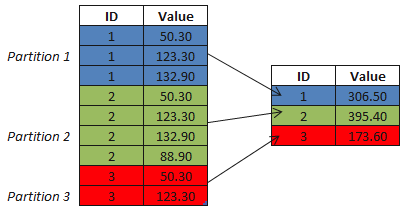 ID Value
1 50.30
Partition 1 1 123.30
1 132.90
2 50.30
2 123.30
Partition 2 2 132.90
2 88.90
3 50.30
Partition 3 3 123.30
ID Value
1 306.50
2 395.40
3 173.60